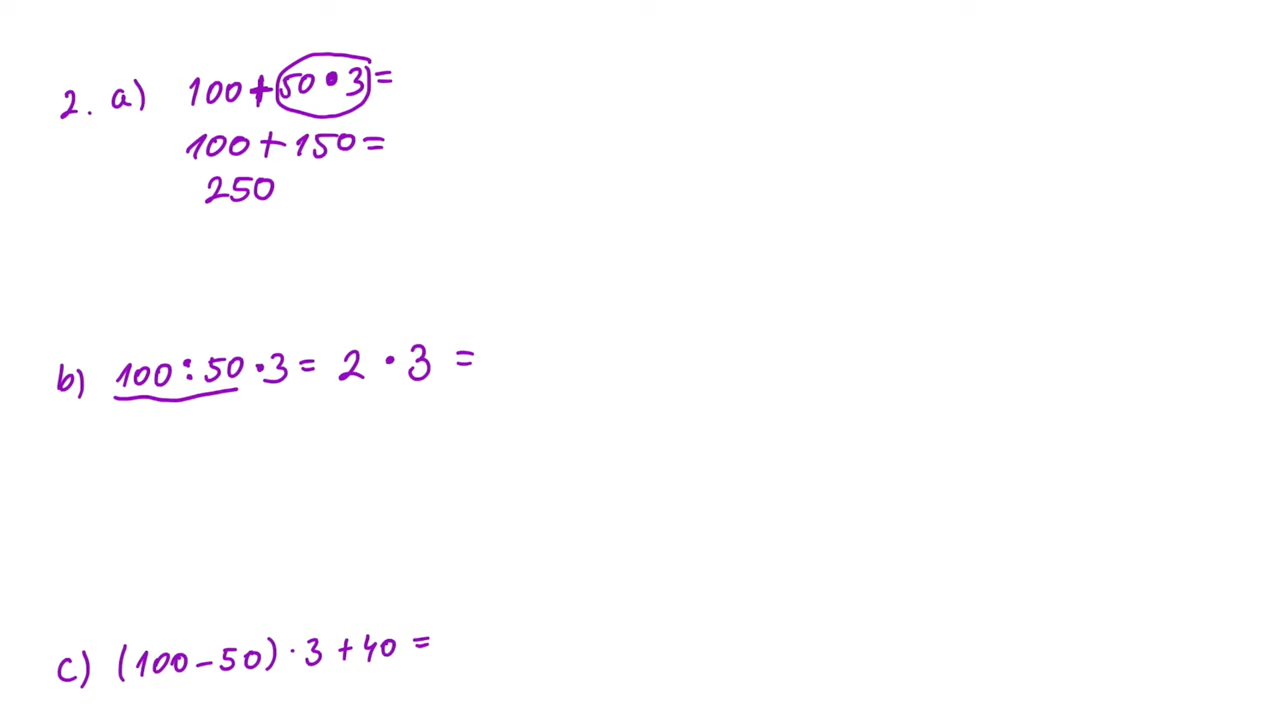 2. a) 100 + 50 • 3 =
100 + 150 =
250
b) 100 : 50 • 3 = 2 • 3 =
c) (100 - 50) · 3 + 40 =